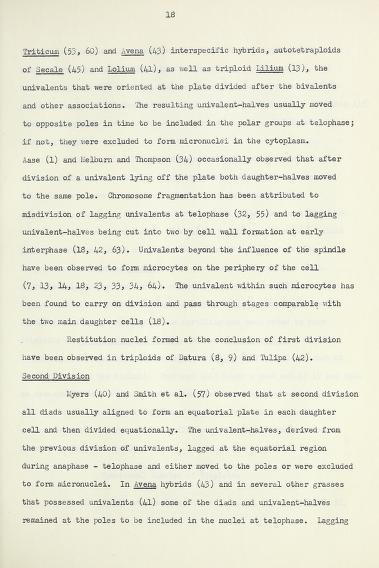 18
Triticum (53, 60) and Avena (43) interspecific hybrids, autotetraploids
of Secale (45) and Lolium (41), as well as triploid Lilium (13), the
univalents that were oriented at the plate divided after the bivalents
and other associations. The resulting univalent-halves usually moved
to opposite poles in time to be included in the polar groups at telophase;
if not, they were excluded to form micronuclei in the cytoplasm.
Aase (1) and Melburn and Thompson (34) occasionally observed that after
division of a univalent lying off the plate both daughter-halves moved
to the same pole. Chromosome fragmentation has been attributed to
misdivision of lagging univalents at telophase (32, 55) and to lagging
univalent-halves being cut into two by cell wall formation at early
interphase (18, 42, 63). Univalents beyond the influence of the spindle
have been observed to form microcytes on the periphery of the cell
(7, 13, 14, 18, 23, 33, 34, 64). The univalent within such microcytes has
been found to carry on division and pass through stages comparable with
the two main daughter cells (18).
Restitution nuclei formed at the conclusion of first division
have been observed in triploids of Datura (8, 9) and Tulipa (42).
Second Division
Myers (40) and Smith et al. (57) observed that at second division
all diads usually aligned to form an equatorial plate in each daughter
cell and then divided equationally. The univalent-halves, derived from
the previous division of univalents, lagged at the equatorial region
during anaphase - telophase and either moved to the poles or were excluded
to form micronuclei. In Avena hybrids (43) and in several other grasses
that possessed univalents (41) some of the diads and univalent-halves
remained at the poles to be included in the nuclei at telophase. Lagging